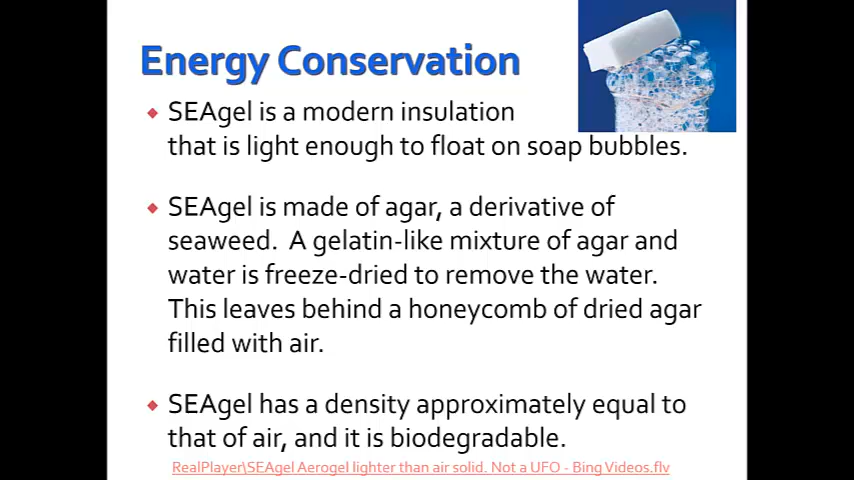 Energy Conservation
SEAgel is a modern insulation
that is light enough to float on soap bubbles.
SEAgel is made of agar, a derivative of
seaweed. A gelatin-like mixture of agar and
water is freeze-dried to remove the water.
This leaves behind a honeycomb of dried agar
filled with air.
SEAgel has a density approximately equal to
that of air, and it is biodegradable.
RealPlayer\SEAgel Aerogel lighter than air solid. Not a UFO - Bing Videos.flv